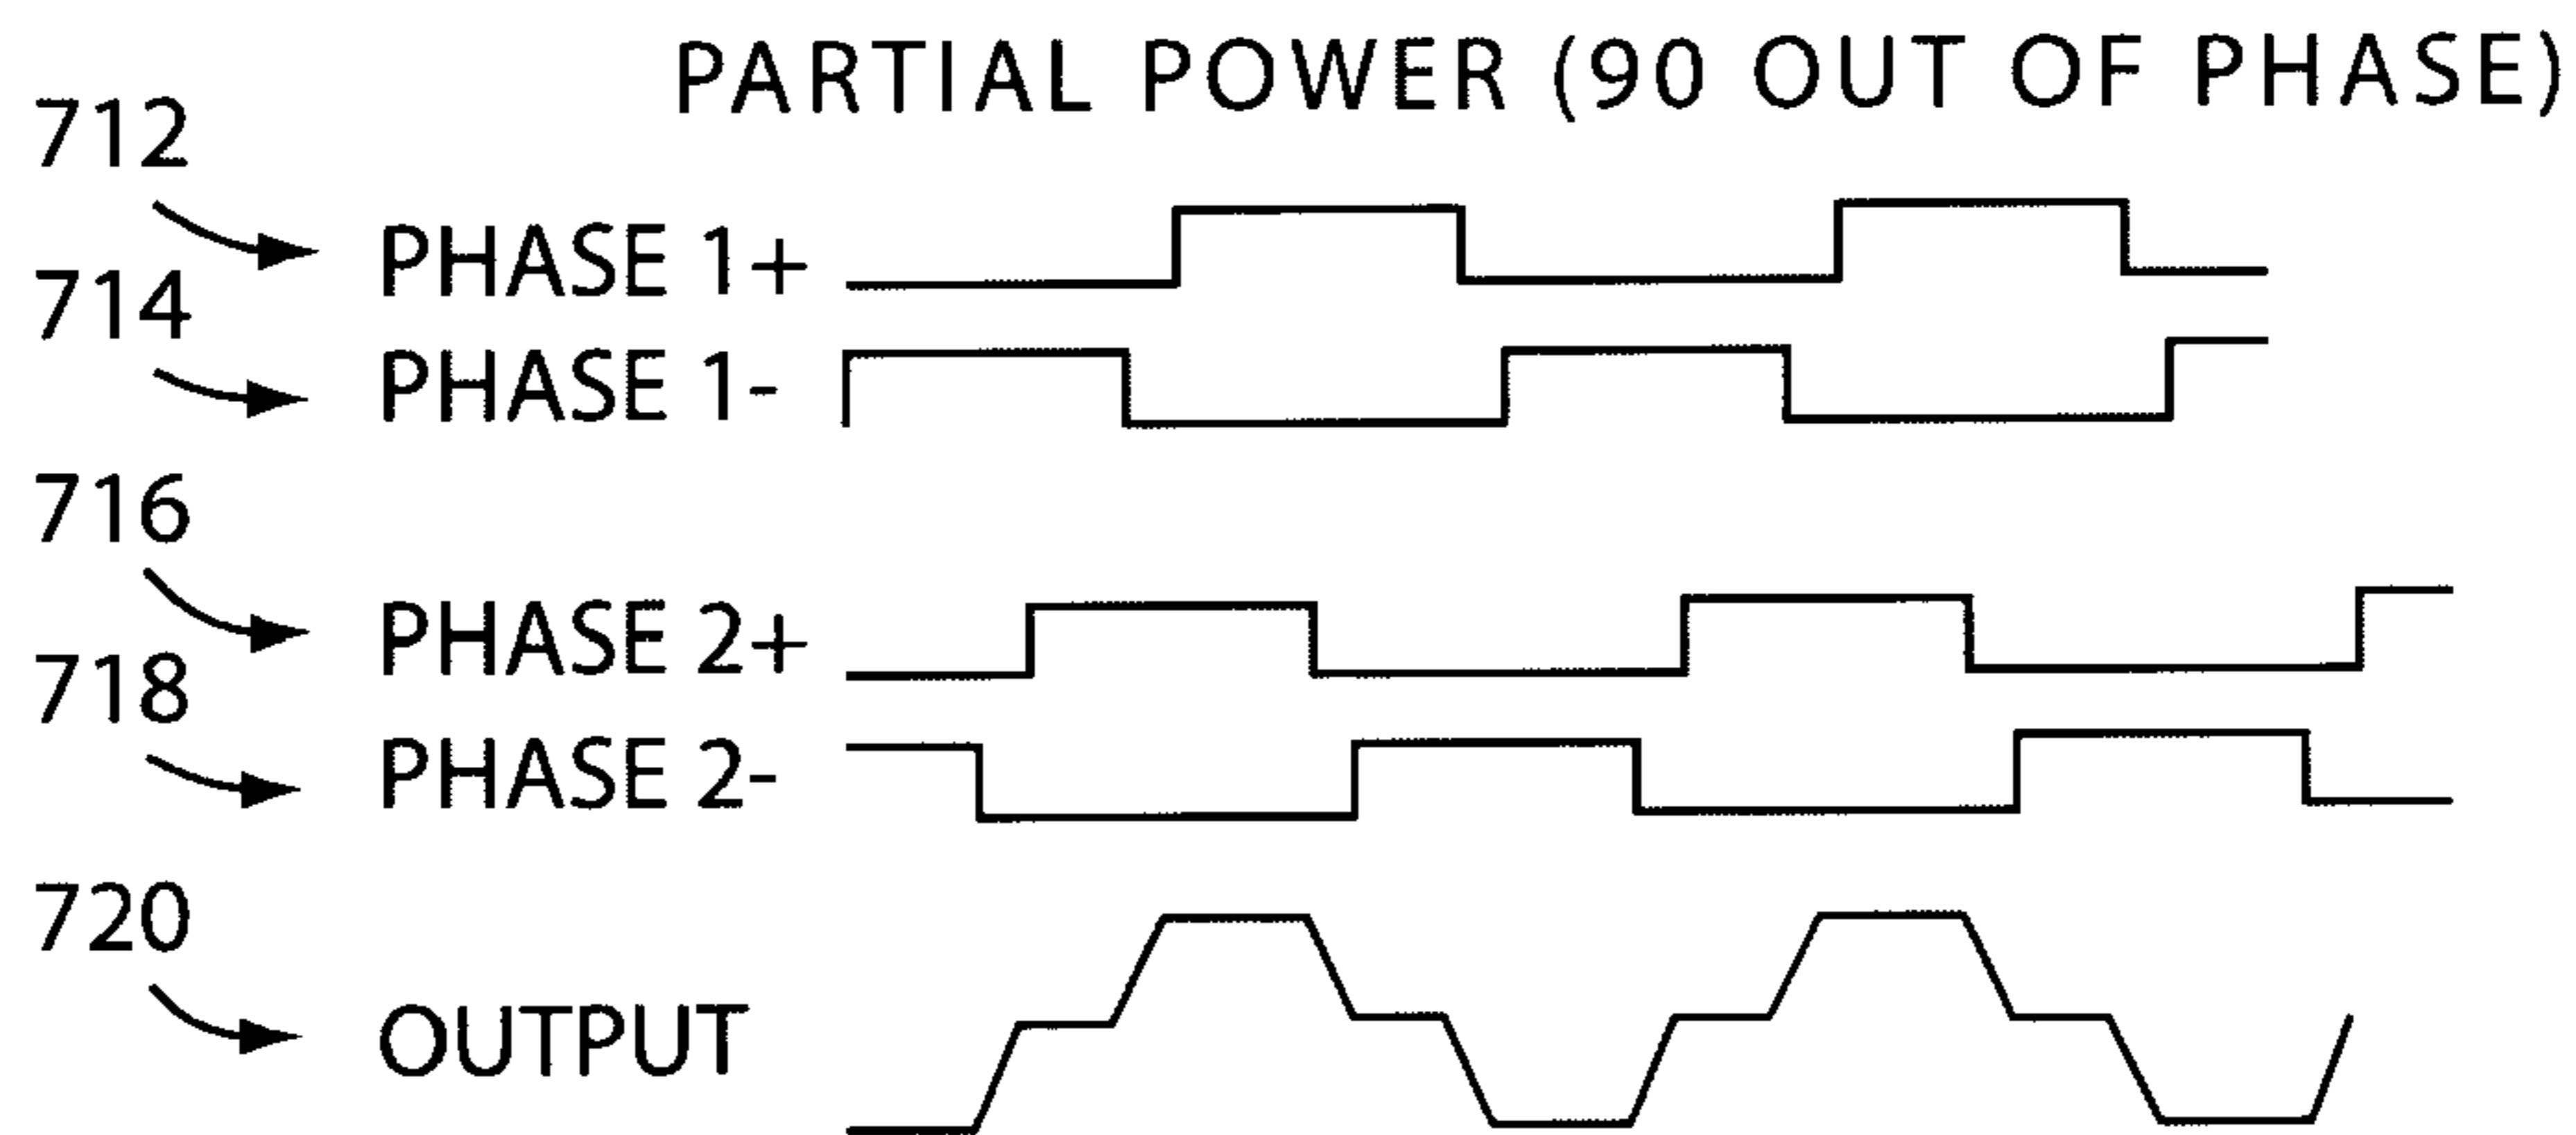 PARTIAL POWER (90 OUT OF PHASE)
712
PHASE 1+
714
PHASE 1-
716
PHASE 2+
718
PHASE 2-
720
OUTPUT